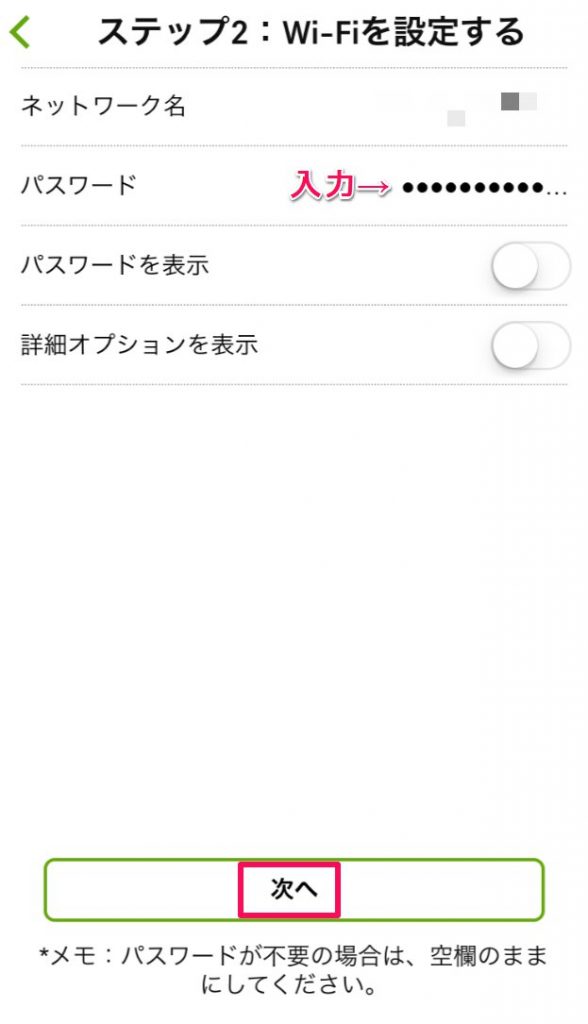 ステップ2：Wi-Fiを設定する
ネットワーク名
パスワード 入力→ ●●●●●●●●●●...
パスワードを表示
詳細オプションを表示
次へ
*メモ：パスワードが不要の場合は、空欄のまま
にしてください。